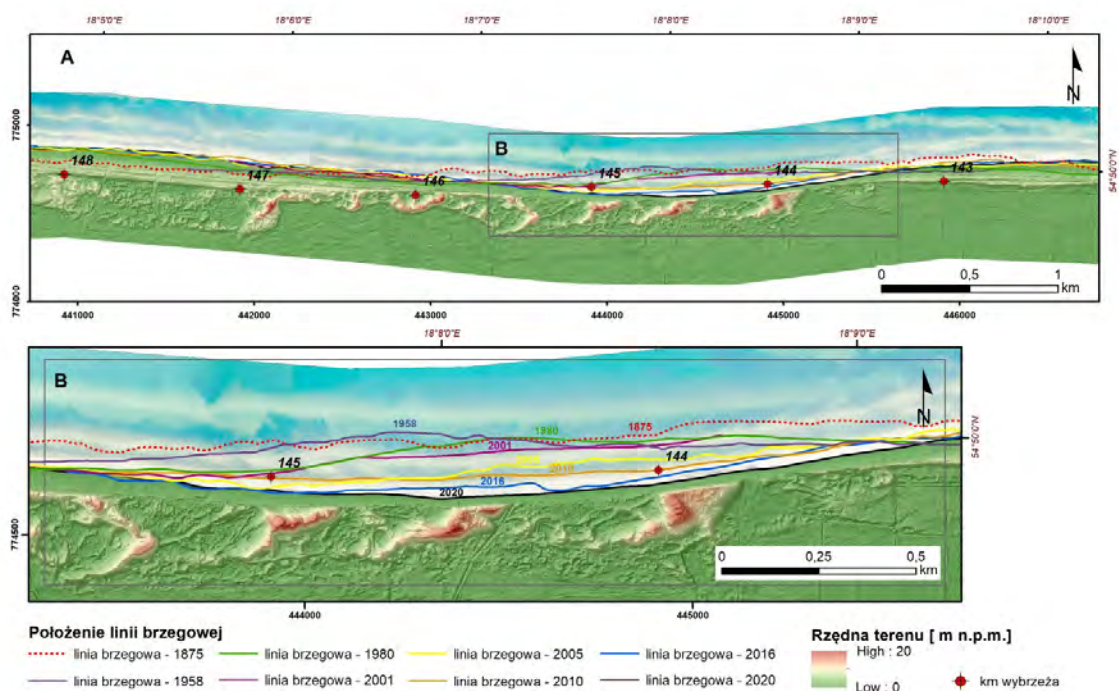 18°5'0"E 18°6'0"E 18°7'0"E 18°8'0"E 18°9'0"E 18°10'0"E
A
N
775000
B
148
147
146
145
144
143
54°50'0"N
0 0,5 1
km
774000
441000 442000 443000 444000 445000 446000
18°8'0"E 18°9'0"E
B
N
1958
1980
1875
2001
54°50'0"N
145
144
2010
2016
2020
774500
0 0,25 0,5
km
444000 445000
Położenie linii brzegowej
linia brzegowa - 1875
linia brzegowa - 1980
linia brzegowa - 2005
linia brzegowa - 2016
linia brzegowa - 1958
linia brzegowa - 2001
linia brzegowa - 2010
linia brzegowa - 2020
Rzędna terenu [ m n.p.m.]
High : 20
Low : 0
km wybrzeża